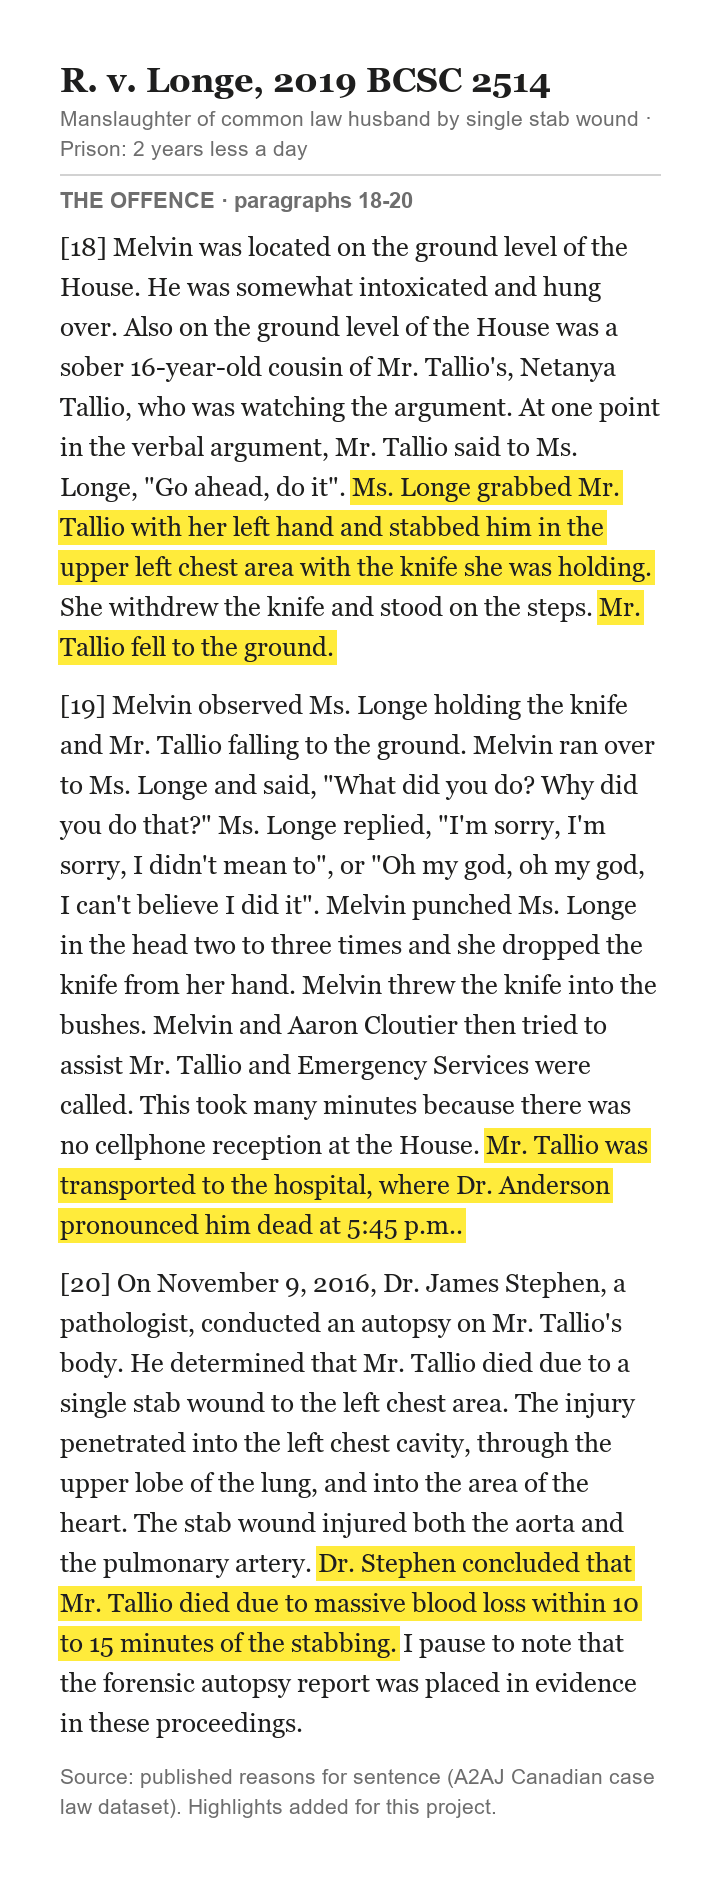 R. v. Longe, 2019 BCSC 2514
Manslaughter of common law husband by single stab wound ·
Prison: 2 years less a day
THE OFFENCE · paragraphs 18-20
[18] Melvin was located on the ground level of the
House. He was somewhat intoxicated and hung
over. Also on the ground level of the House was a
sober 16-year-old cousin of Mr. Tallio's, Netanya
Tallio, who was watching the argument. At one point
in the verbal argument, Mr. Tallio said to Ms.
Longe, "Go ahead, do it". Ms. Longe grabbed Mr.
Tallio with her left hand and stabbed him in the
upper left chest area with the knife she was holding.
She withdrew the knife and stood on the steps. Mr.
Tallio fell to the ground.
[19] Melvin observed Ms. Longe holding the knife
and Mr. Tallio falling to the ground. Melvin ran over
to Ms. Longe and said, "What did you do? Why did
you do that?" Ms. Longe replied, "I'm sorry, I'm
sorry, I didn't mean to", or "Oh my god, oh my god,
I can't believe I did it". Melvin punched Ms. Longe
in the head two to three times and she dropped the
knife from her hand. Melvin threw the knife into the
bushes. Melvin and Aaron Cloutier then tried to
assist Mr. Tallio and Emergency Services were
called. This took many minutes because there was
no cellphone reception at the House. Mr. Tallio was
transported to the hospital, where Dr. Anderson
pronounced him dead at 5:45 p.m..
[20] On November 9, 2016, Dr. James Stephen, a
pathologist, conducted an autopsy on Mr. Tallio's
body. He determined that Mr. Tallio died due to a
single stab wound to the left chest area. The injury
penetrated into the left chest cavity, through the
upper lobe of the lung, and into the area of the
heart. The stab wound injured both the aorta and
the pulmonary artery. Dr. Stephen concluded that
Mr. Tallio died due to massive blood loss within 10
to 15 minutes of the stabbing. I pause to note that
the forensic autopsy report was placed in evidence
in these proceedings.
Source: published reasons for sentence (A2AJ Canadian case
law dataset). Highlights added for this project.